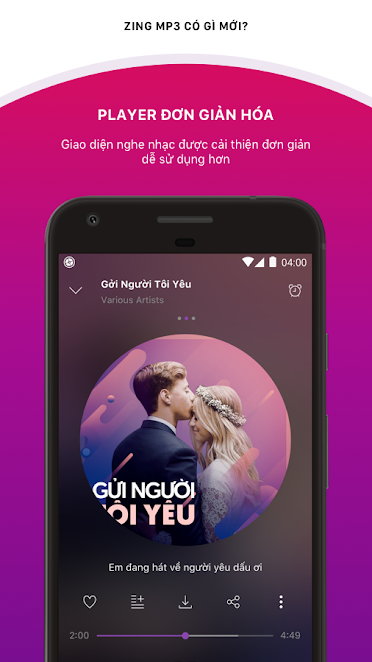 ZING MP3 CÓ GÌ MỚI?
PLAYER ĐƠN GIẢN HÓA
Giao diện nghe nhạc được cải thiện đơn giản
dễ sử dụng hơn
04:00
Gởi Người Tôi Yêu
Various Artists
GỬI NGƯỜI
TÔI YÊU
Em đang hát về người yêu dấu ơi
2:00
4:49